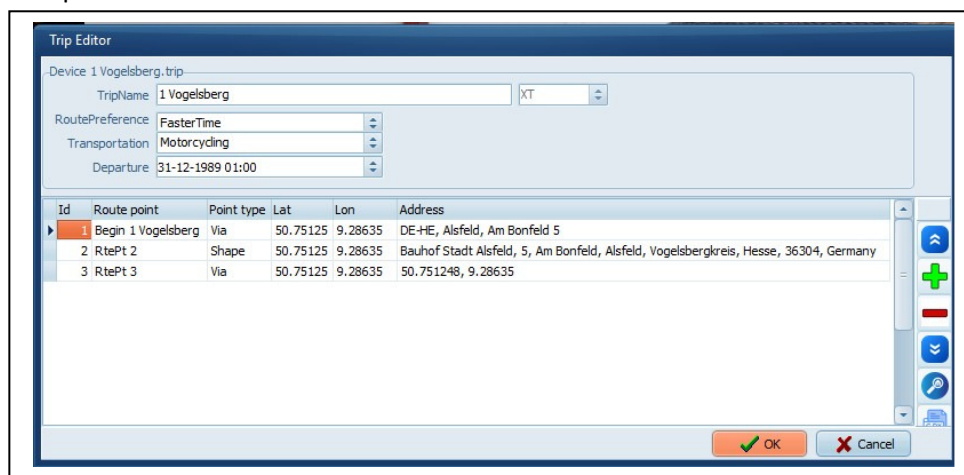 Trip Editor
Device 1 Vogelsberg.trip
TripName 1 Vogelsberg XT
RoutePreference FasterTime
Transportation Motorcycling
Departure 31-12-1989 01:00
Id Route point Point type Lat Lon Address
1 Begin 1 Vogelsberg Via 50.75125 9.28635 DE-HE, Alsfeld, Am Bonfeld 5
2 RtePt 2 Shape 50.75125 9.28635 Bauhof Stadt Alsfeld, 5, Am Bonfeld, Alsfeld, Vogelsbergkreis, Hesse, 36304, Germany
3 RtePt 3 Via 50.75125 9.28635 50.751248, 9.28635
OK Cancel